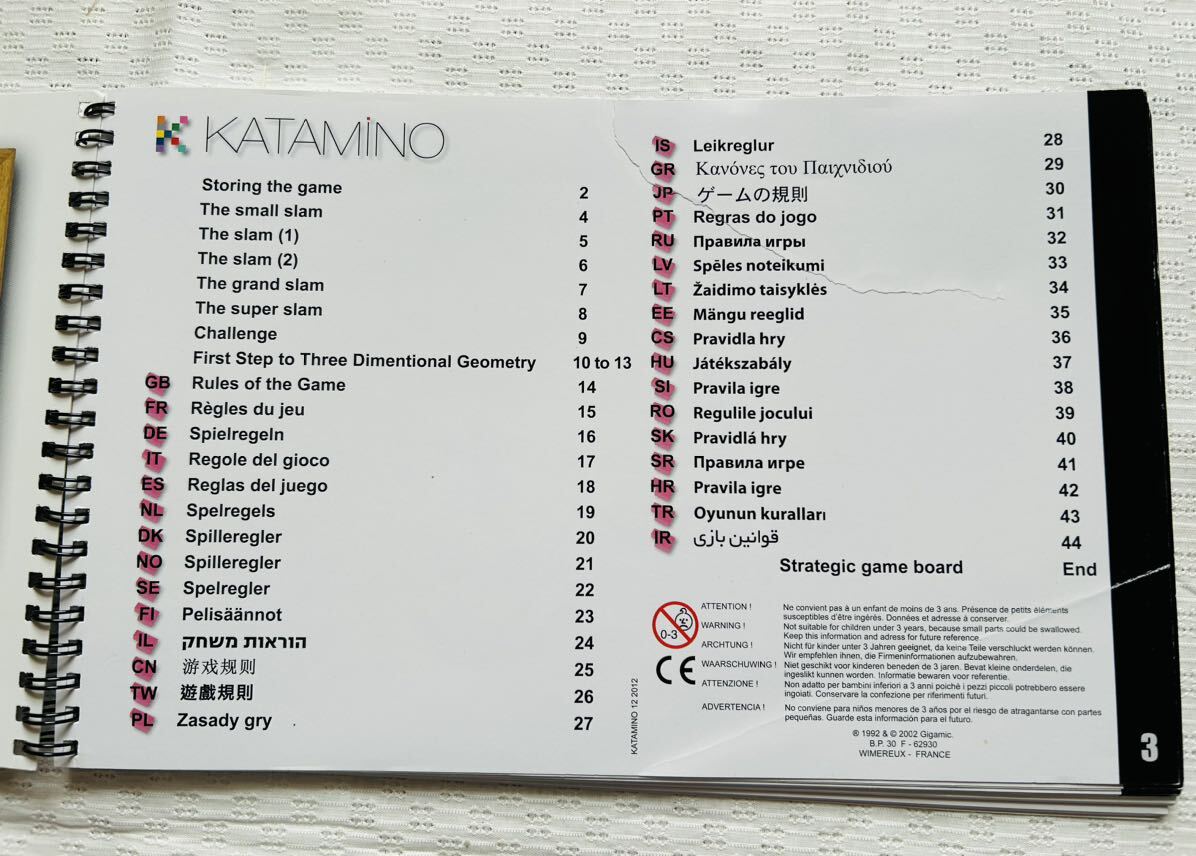 KATAMiNO
Storing the game 2
The small slam 4
The slam (1) 5
The slam (2) 6
The grand slam 7
The super slam 8
Challenge 9
First Step to Three Dimentional Geometry 10 to 13
GB Rules of the Game 14
FR Règles du jeu 15
DE Spielregeln 16
IT Regole del gioco 17
ES Reglas del juego 18
NL Spelregels 19
DK Spilleregler 20
NO Spilleregler 21
SE Spelregler 22
FI Pelisäännot 23
IL הוראות משחק 24
CN 游戏规则 25
TW 遊戲規則 26
PL Zasady gry 27
IS Leikreglur 28
GR Κανόνες του Παιχνιδιού 29
JP ゲームの規則 30
PT Regras do jogo 31
RU Правила игры 32
LV Spēles noteikumi 33
LT Žaidimo taisyklės 34
EE Mängu reeglid 35
CS Pravidla hry 36
HU Játékszabály 37
SI Pravila igre 38
RO Regulile jocului 39
SK Pravidlá hry 40
SR Правила игре 41
HR Pravila igre 42
TR Oyunun kuralları 43
IR قوانین بازی 44
Strategic game board End
0-3
CE
ATTENTION ! Ne convient pas à un enfant de moins de 3 ans. Présence de petits éléments
susceptibles d'être ingérés. Données et adresse à conserver.
WARNING ! Not suitable for children under 3 years, because small parts could be swallowed.
Keep this information and adress for future reference.
ARCHTUNG ! Nicht für kinder unter 3 Jahren geeignet, da keine Teile verschluckt werden können.
Wir empfehlen ihnen, die Firmeninformationen aufzubewahren.
WAARSCHUWING ! Niet geschikt voor kinderen beneden de 3 jaren. Bevat kleine onderdelen, die
ingeslikt kunnen worden. Informatie bewaren voor referentie.
ATTENZIONE ! Non adatto per bambini inferiori a 3 anni poichè i pezzi piccoli potrebbero essere
ingoiati. Conservare la confezione per riferimenti futuri.
ADVERTENCIA ! No conviene para niños menores de 3 años por el riesgo de atragantarse con partes
pequeñas. Guarde esta información para el futuro.
® 1992 & © 2002 Gigamic.
B.P. 30 F - 62930
WIMEREUX - FRANCE
KATAMINO 12 2012
3